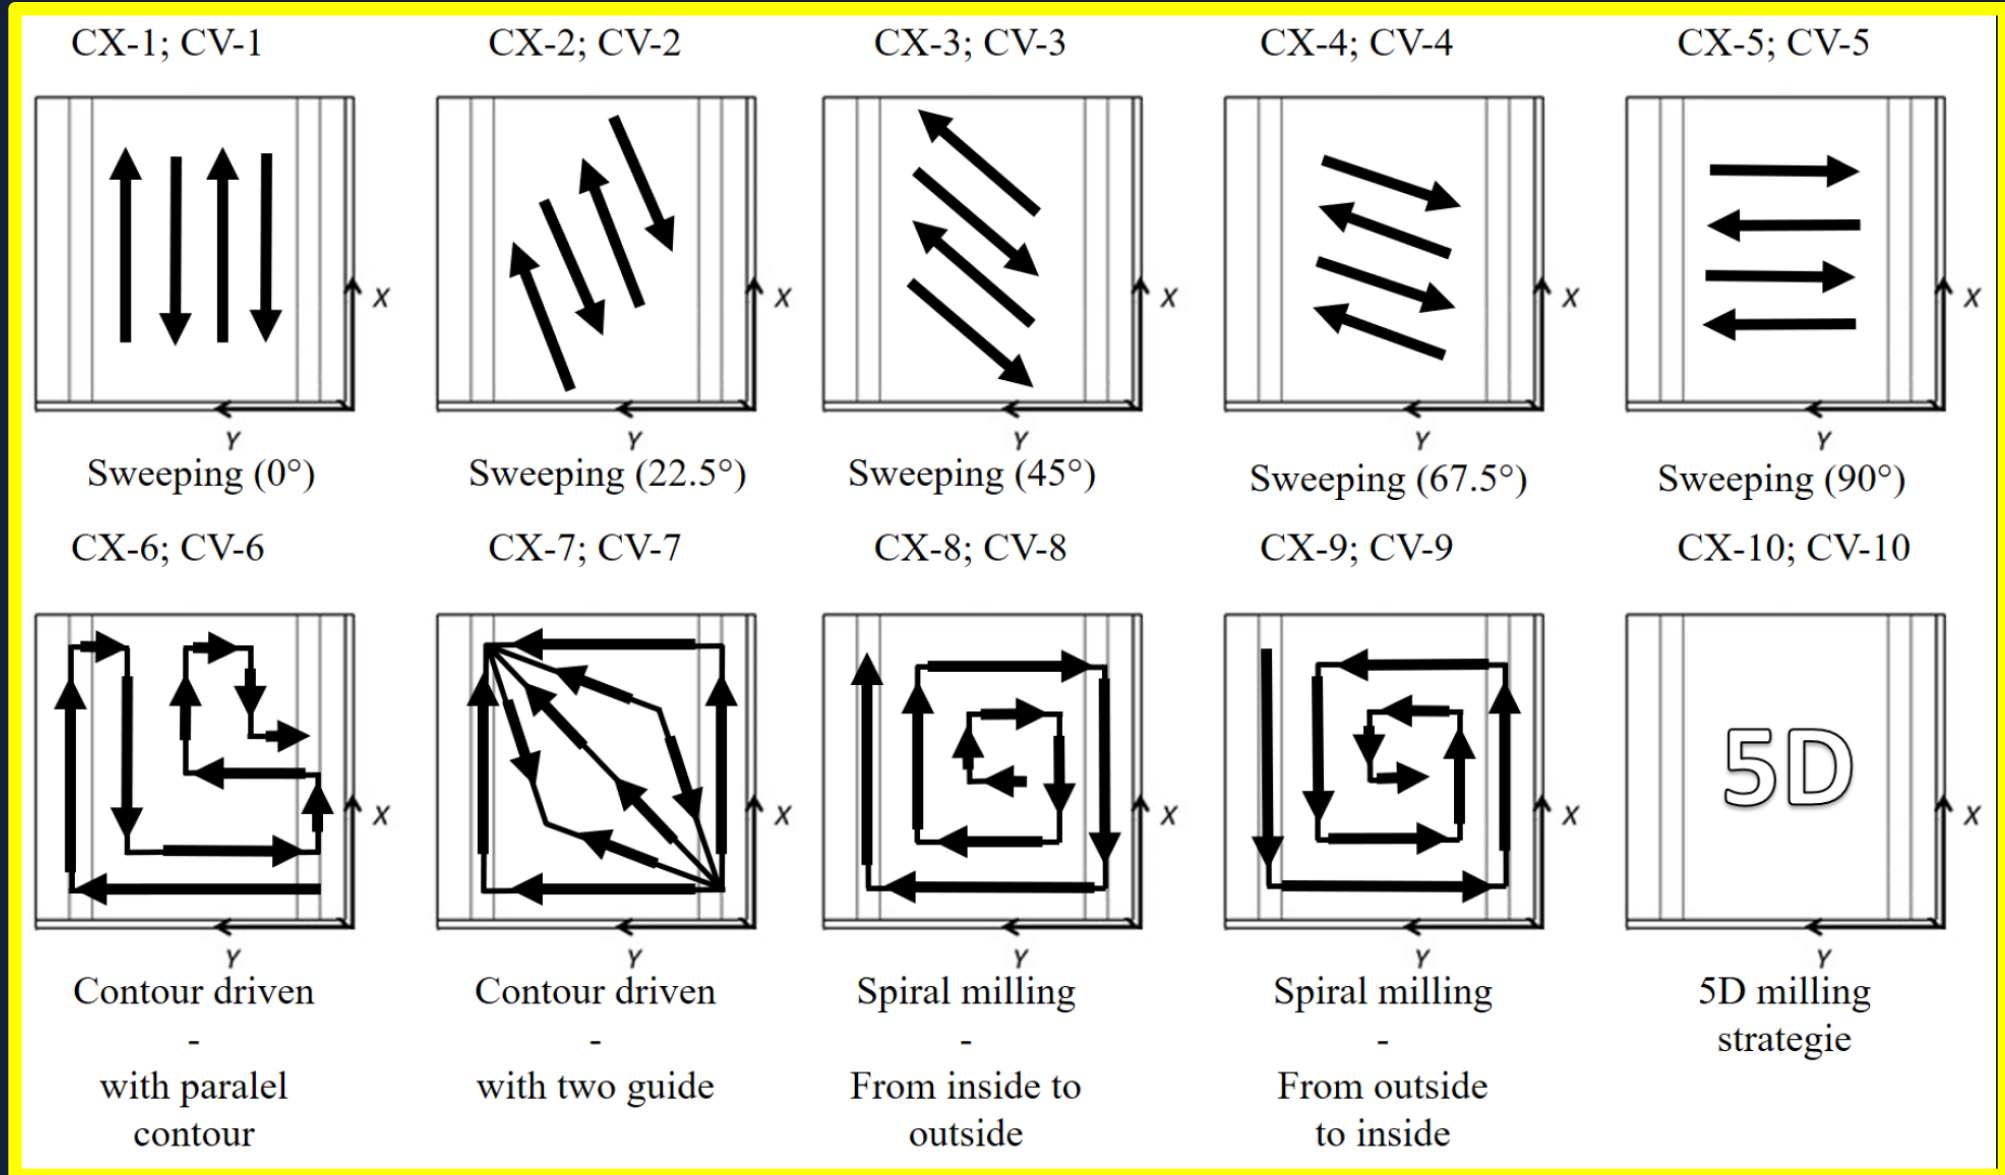 CX-1; CV-1
CX-2; CV-2
CX-3; CV-3
CX-4; CV-4
CX-5; CV-5
X
Y
X
Y
X
Y
X
Y
X
Y
Sweeping (0°)
Sweeping (22.5°)
Sweeping (45°)
Sweeping (67.5°)
Sweeping (90°)
CX-6; CV-6
CX-7; CV-7
CX-8; CV-8
CX-9; CV-9
CX-10; CV-10
X
Y
X
Y
X
Y
X
Y
5D
X
Y
Contour driven
-
with paralel
contour
Contour driven
-
with two guide
Spiral milling
-
From inside to
outside
Spiral milling
-
From outside
to inside
5D milling
strategie